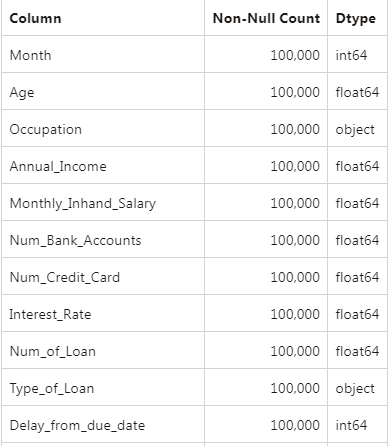 Column Non-Null Count Dtype
Month 100,000 int64
Age 100,000 float64
Occupation 100,000 object
Annual_Income 100,000 float64
Monthly_Inhand_Salary 100,000 float64
Num_Bank_Accounts 100,000 float64
Num_Credit_Card 100,000 float64
Interest_Rate 100,000 float64
Num_of_Loan 100,000 float64
Type_of_Loan 100,000 object
Delay_from_due_date 100,000 int64